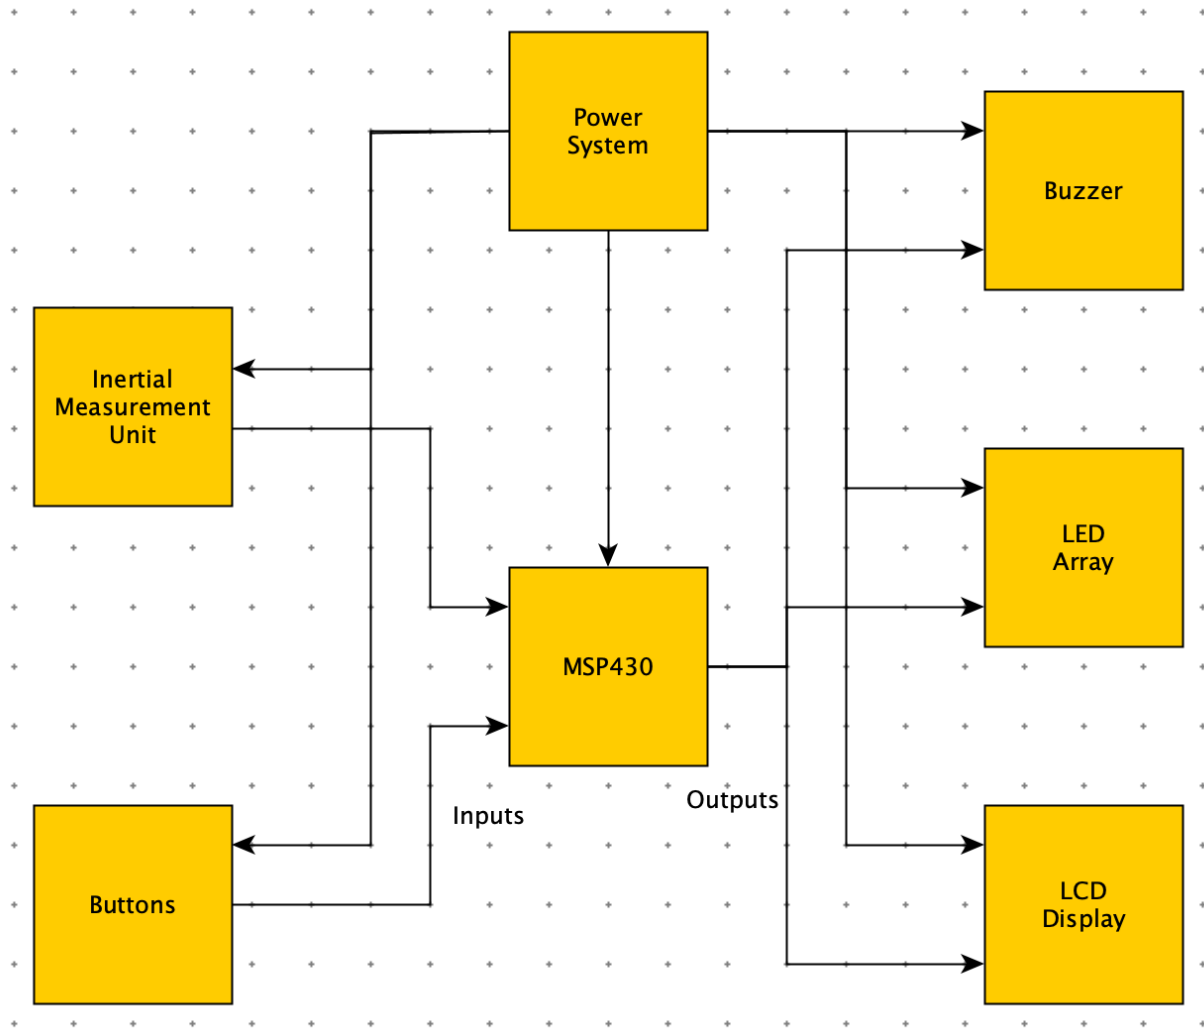 Power
System
Buzzer
Inertial
Measurement
Unit
LED
Array
MSP430
Inputs
Outputs
Buttons
LCD
Display